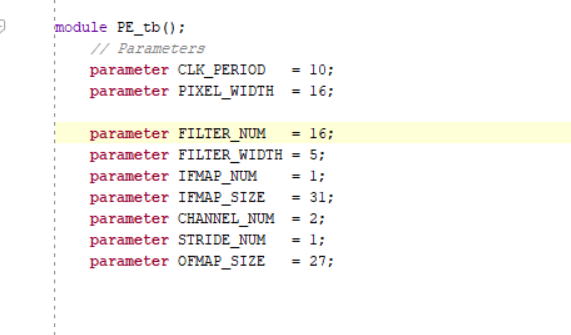 module PE_tb();
// Parameters
parameter CLK_PERIOD = 10;
parameter PIXEL_WIDTH = 16;
parameter FILTER_NUM = 16;
parameter FILTER_WIDTH = 5;
parameter IFMAP_NUM = 1;
parameter IFMAP_SIZE = 31;
parameter CHANNEL_NUM = 2;
parameter STRIDE_NUM = 1;
parameter OFMAP_SIZE = 27;